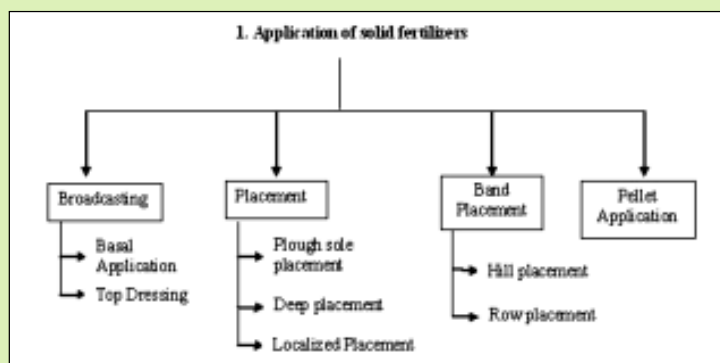 1. Application of solid fertilizers
Broadcasting
Basal
Application
Top Dressing
Placement
Plough sole
placement
Deep placement
Localized Placement
Band
Placement
Hill placement
Row placement
Pellet
Application